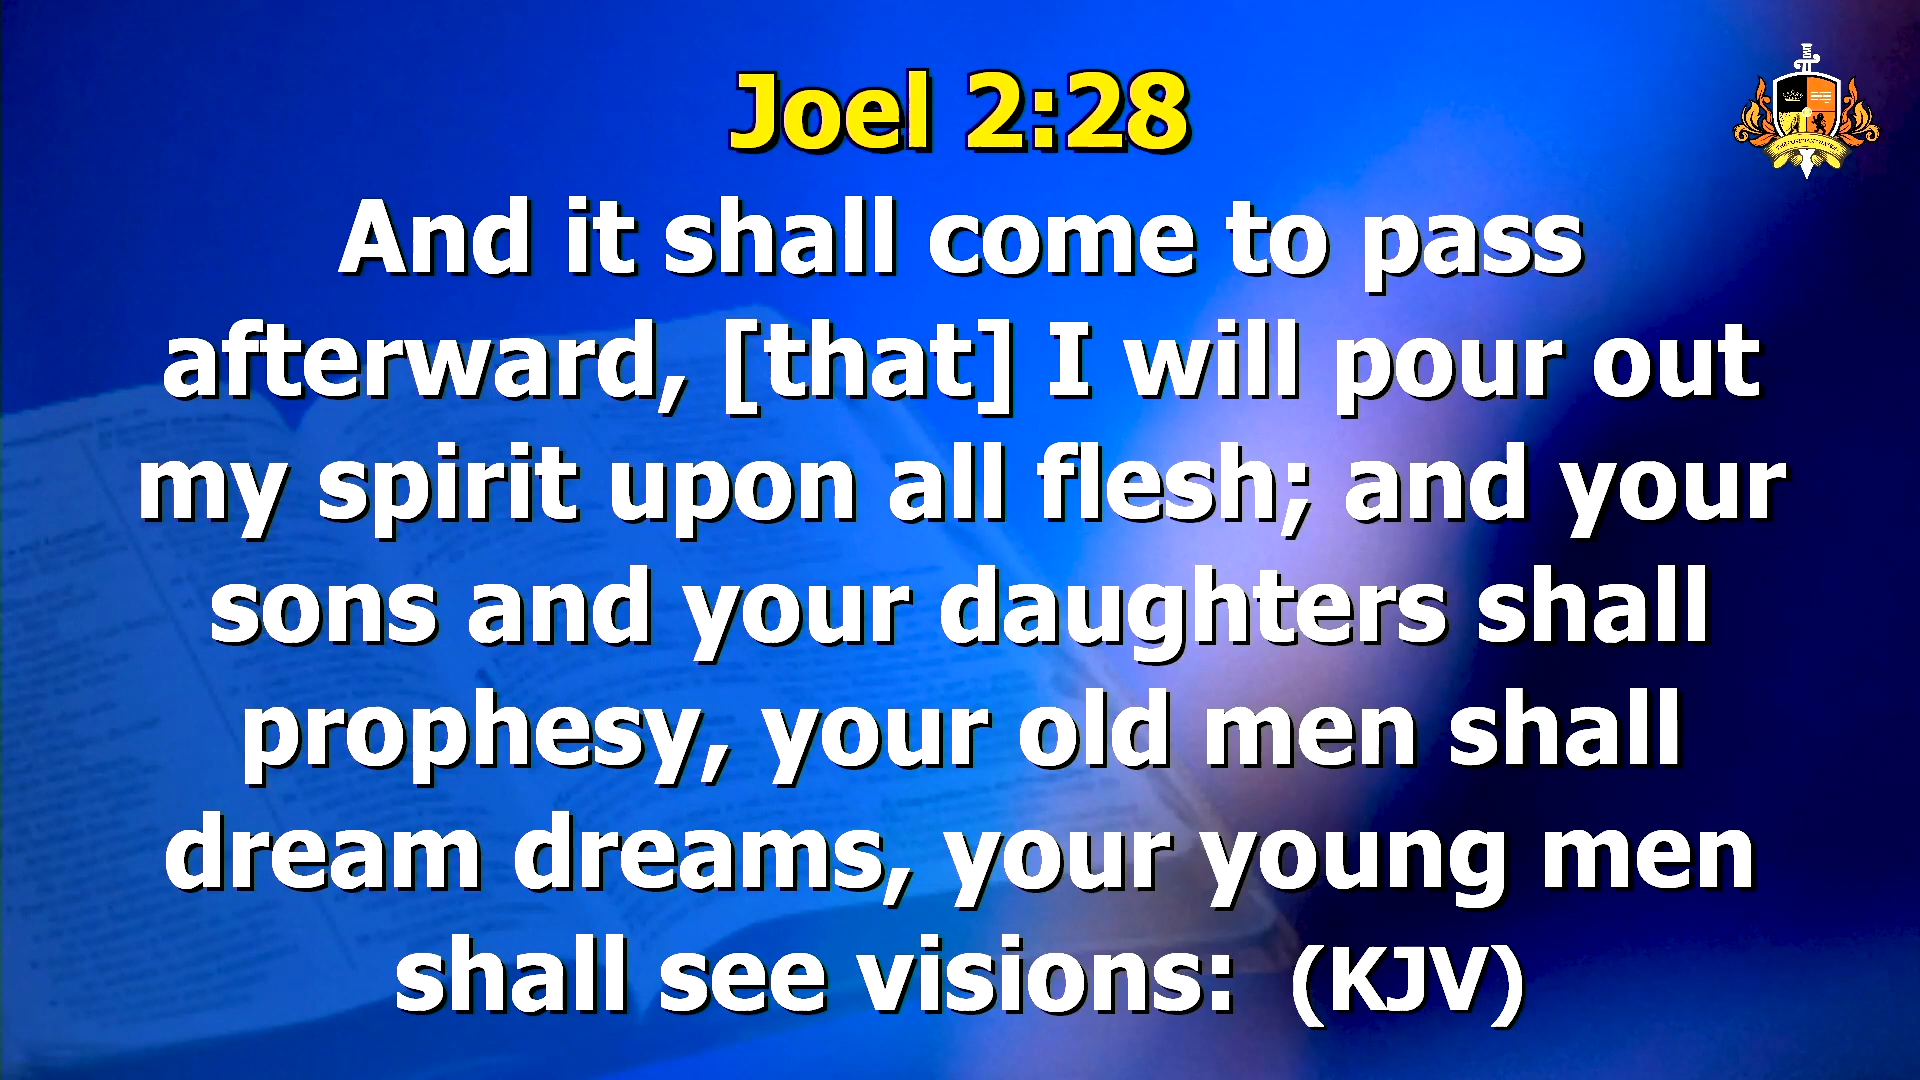 Joel 2:28
And it shall come to pass
afterward, [that] I will pour out
my spirit upon all flesh; and your
sons and your daughters shall
prophesy, your old men shall
dream dreams, your young men
shall see visions: (KJV)